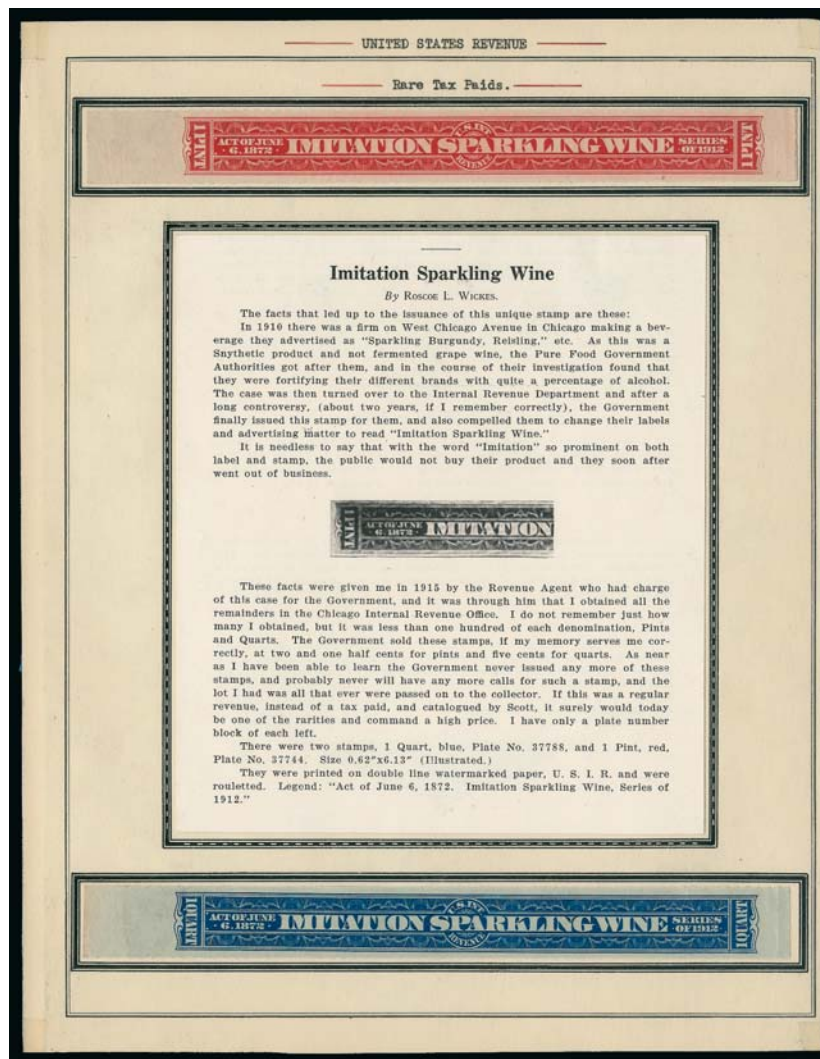 UNITED STATES REVENUE
Rare Tax Paids.
1 PINT
ACT OF JUNE
6, 1872
U.S. INT.
IMITATION SPARKLING WINE
REVENUE
SERIES
OF 1912
1 PINT
Imitation Sparkling Wine
By ROSCOE L. WICKES.
The facts that led up to the issuance of this unique stamp are these:
In 1910 there was a firm on West Chicago Avenue in Chicago making a bev-
erage they advertised as "Sparkling Burgundy, Reisling," etc. As this was a
Snythetic product and not fermented grape wine, the Pure Food Government
Authorities got after them, and in the course of their investigation found that
they were fortifying their different brands with quite a percentage of alcohol.
The case was then turned over to the Internal Revenue Department and after a
long controversy, (about two years, if I remember correctly), the Government
finally issued this stamp for them, and also compelled them to change their labels
and advertising matter to read "Imitation Sparkling Wine."
It is needless to say that with the word "Imitation" so prominent on both
label and stamp, the public would not buy their product and they soon after
went out of business.
1 PINT
ACT OF JUNE
6, 1872
IMITATION
These facts were given me in 1915 by the Revenue Agent who had charge
of this case for the Government, and it was through him that I obtained all the
remainders in the Chicago Internal Revenue Office. I do not remember just how
many I obtained, but it was less than one hundred of each denomination, Pints
and Quarts. The Government sold these stamps, if my memory serves me cor-
rectly, at two and one half cents for pints and five cents for quarts. As near
as I have been able to learn the Government never issued any more of these
stamps, and probably never will have any more calls for such a stamp, and the
lot I had was all that ever were passed on to the collector. If this was a regular
revenue, instead of a tax paid, and catalogued by Scott, it surely would today
be one of the rarities and command a high price. I have only a plate number
block of each left.
There were two stamps, 1 Quart, blue, Plate No. 37788, and 1 Pint, red,
Plate No. 37744. Size 0.62"x6.13" (Illustrated.)
They were printed on double line watermarked paper, U. S. I. R. and were
rouletted. Legend: "Act of June 6, 1872. Imitation Sparkling Wine, Series of
1912."
1 QUART
ACT OF JUNE
6, 1872
U.S. INT.
IMITATION SPARKLING WINE
REVENUE
SERIES
OF 1912
1 QUART